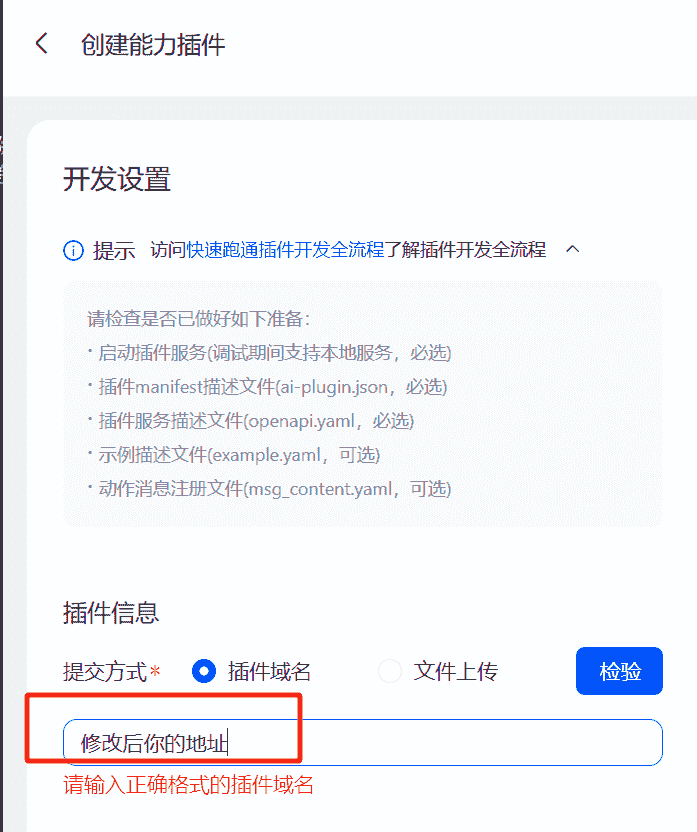 创建能力插件
开发设置
提示 访问快速跑通插件开发全流程了解插件开发全流程
请检查是否已做好如下准备：
· 启动插件服务(调试期间支持本地服务，必选)
· 插件manifest描述文件(ai-plugin.json，必选)
· 插件服务描述文件(openapi.yaml，必选)
· 示例描述文件(example.yaml，可选)
· 动作消息注册文件(msg_content.yaml，可选)
插件信息
提交方式* 插件域名 文件上传 检验
修改后你的地址
请输入正确格式的插件域名